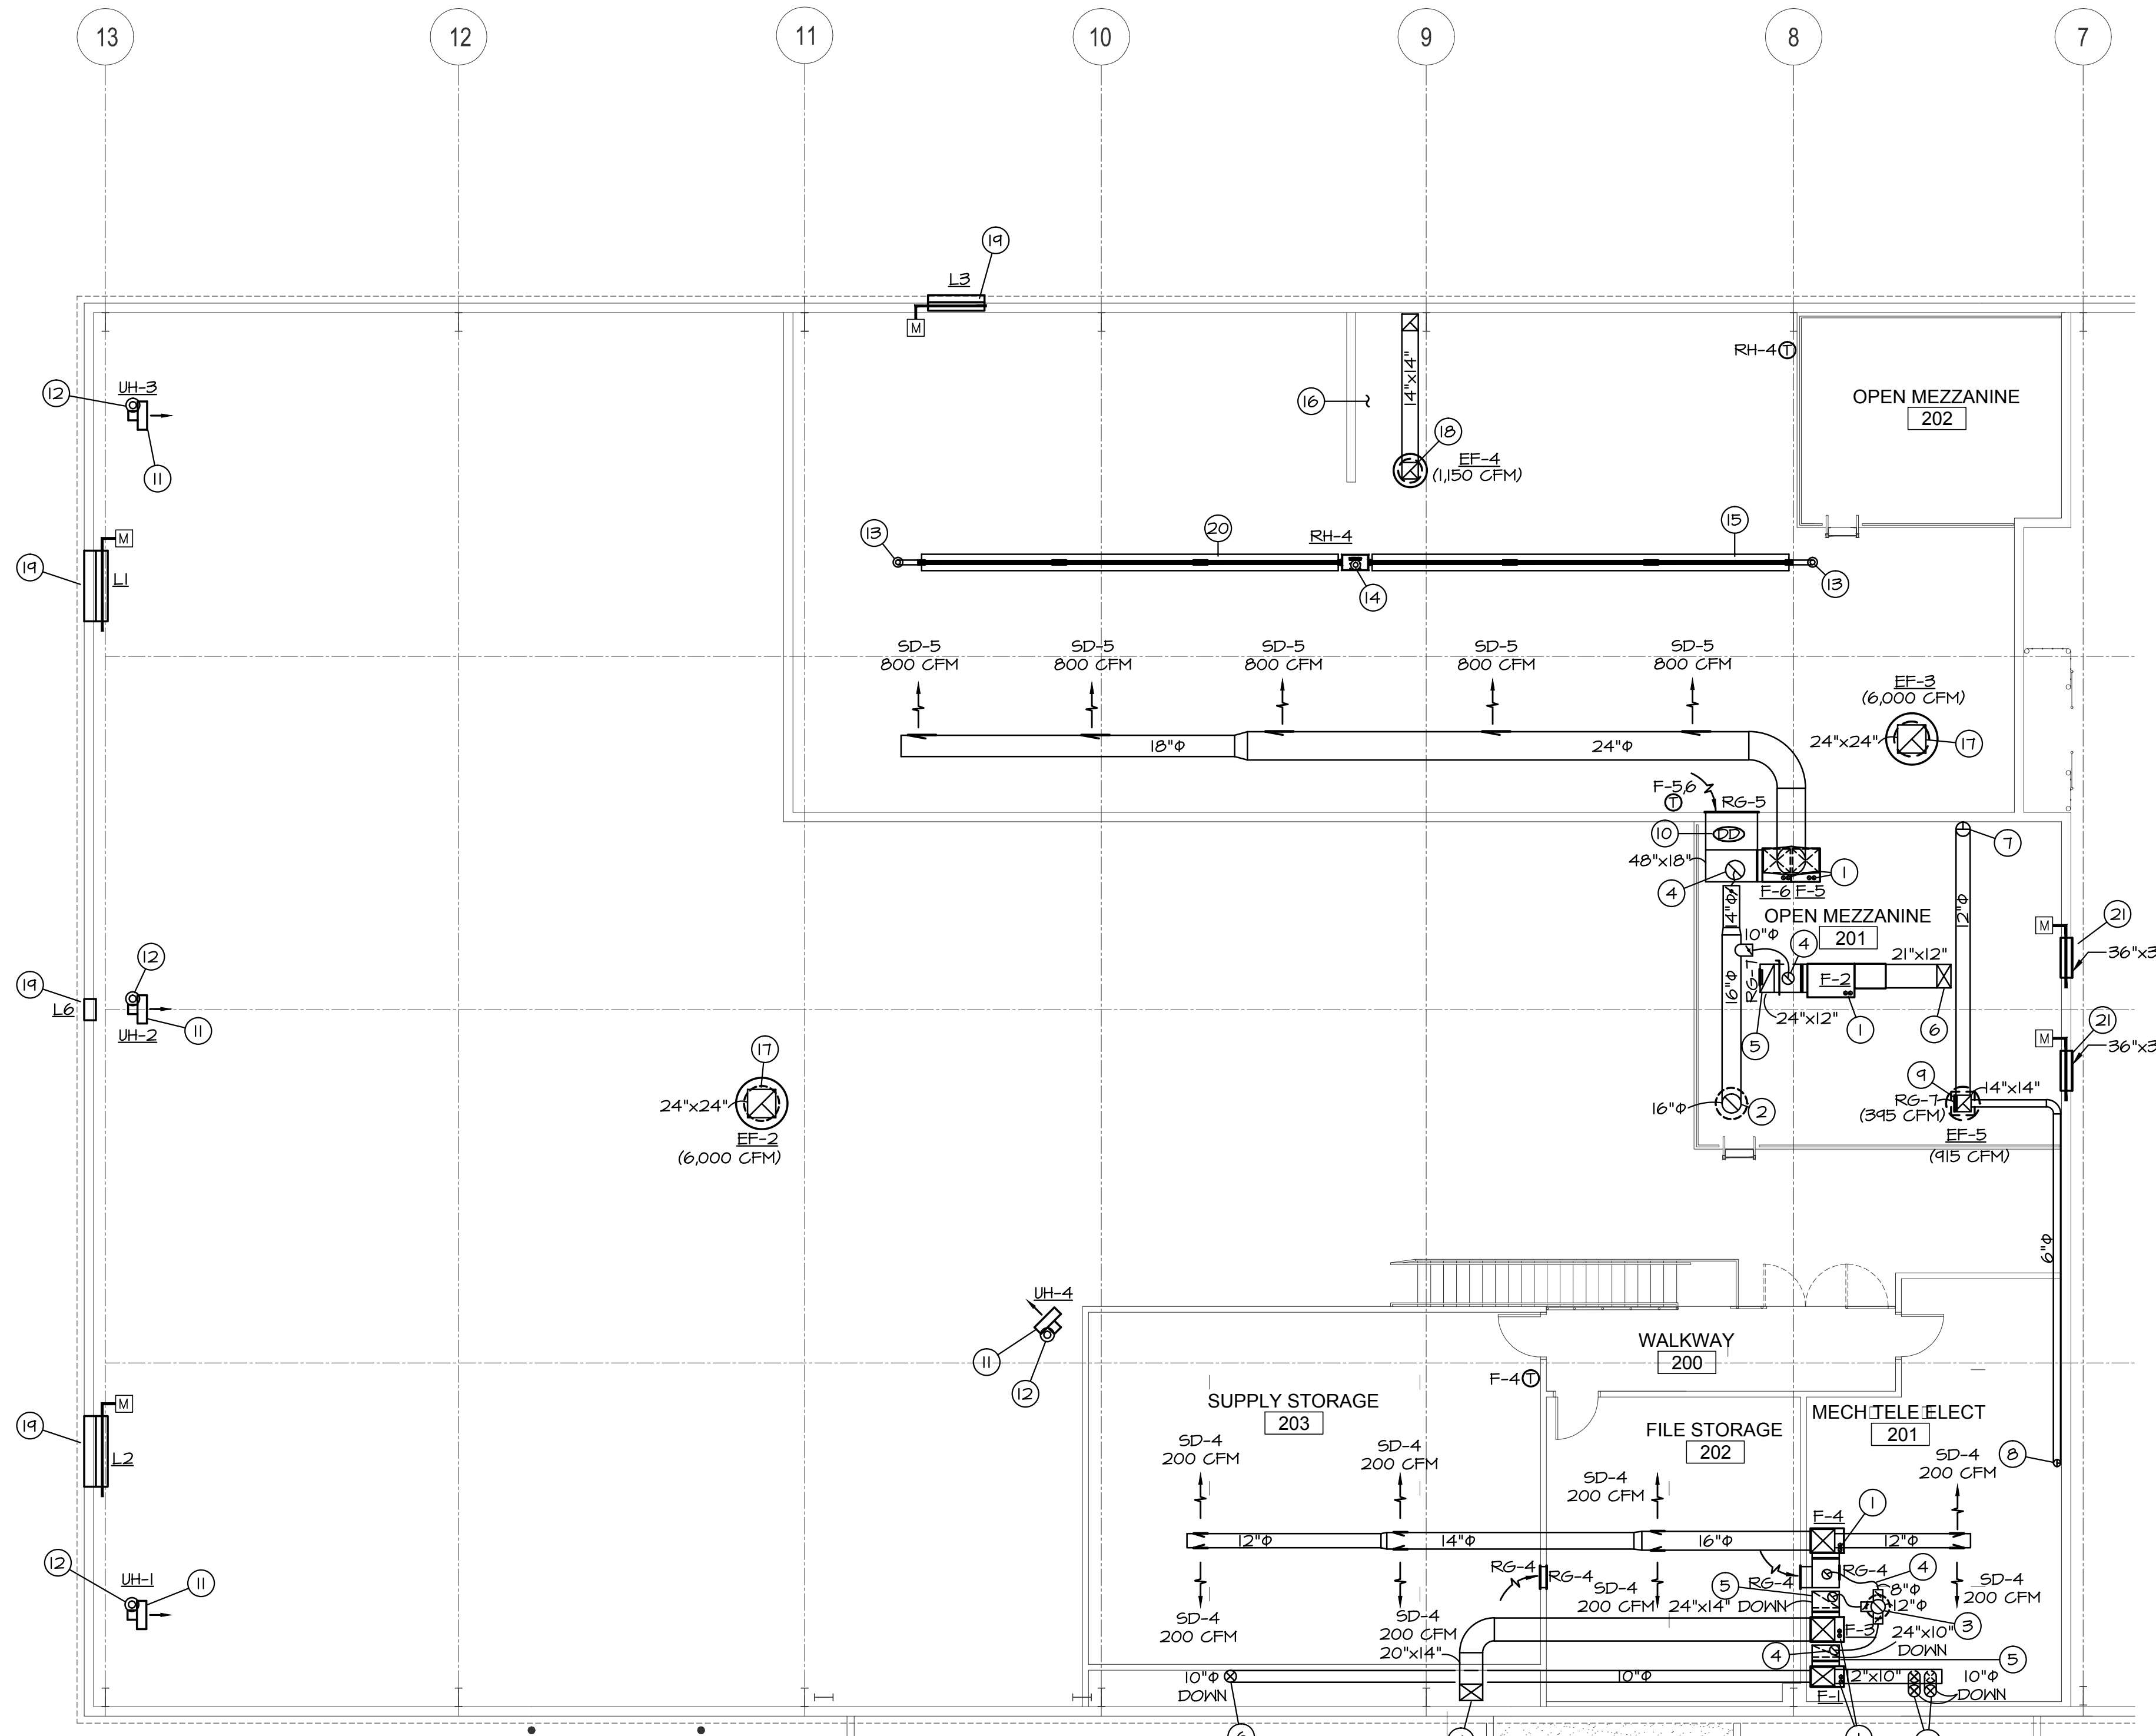 13
12
11
10
9
8
7
19
L3
M
RH-4 T
14"x14"
OPEN MEZZANINE
202
12
UH-3
16
18
11
EF-4
(1,150 CFM)
M
19
L1
13
20
RH-4
15
14
13
SD-5
800 CFM
SD-5
800 CFM
SD-5
800 CFM
SD-5
800 CFM
SD-5
800 CFM
EF-3
(6,000 CFM)
24"x24"
17
18"Φ
24"Φ
F-5,6
T
RG-5
10
DD
7
48"x18"
4
1
F-6 F-5
14"Φ
OPEN MEZZANINE
201
12"Φ
10"Φ
4
21
M
36"x3
21"x12"
RG-7
F-2
16"Φ
24"x12"
5
1
6
12
19
L6
UH-2
11
21
M
36"x3
17
24"x24"
EF-2
(6,000 CFM)
9
14"x14"
RG-7
(395 CFM)
16"Φ
2
EF-5
(915 CFM)
6"Φ
UH-4
11
12
WALKWAY
200
F-4 T
SUPPLY STORAGE
203
FILE STORAGE
202
MECH TELE ELECT
201
M
19
L2
SD-4
200 CFM
SD-4
200 CFM
SD-4
200 CFM
SD-4
200 CFM
8
1
F-4
12"Φ
14"Φ
16"Φ
12"Φ
12
UH-1
11
RG-4
RG-4
RG-4
RG-4
4
5
8"Φ
12"Φ
SD-4
200 CFM
SD-4
200 CFM
SD-4
200 CFM
SD-4
200 CFM
24"x14" DOWN
3
F-3
24"x10"
DOWN
20"x14"
4
5
10"Φ
DOWN
10"Φ
12"x10"
10"Φ
DOWN
F-1
6
1